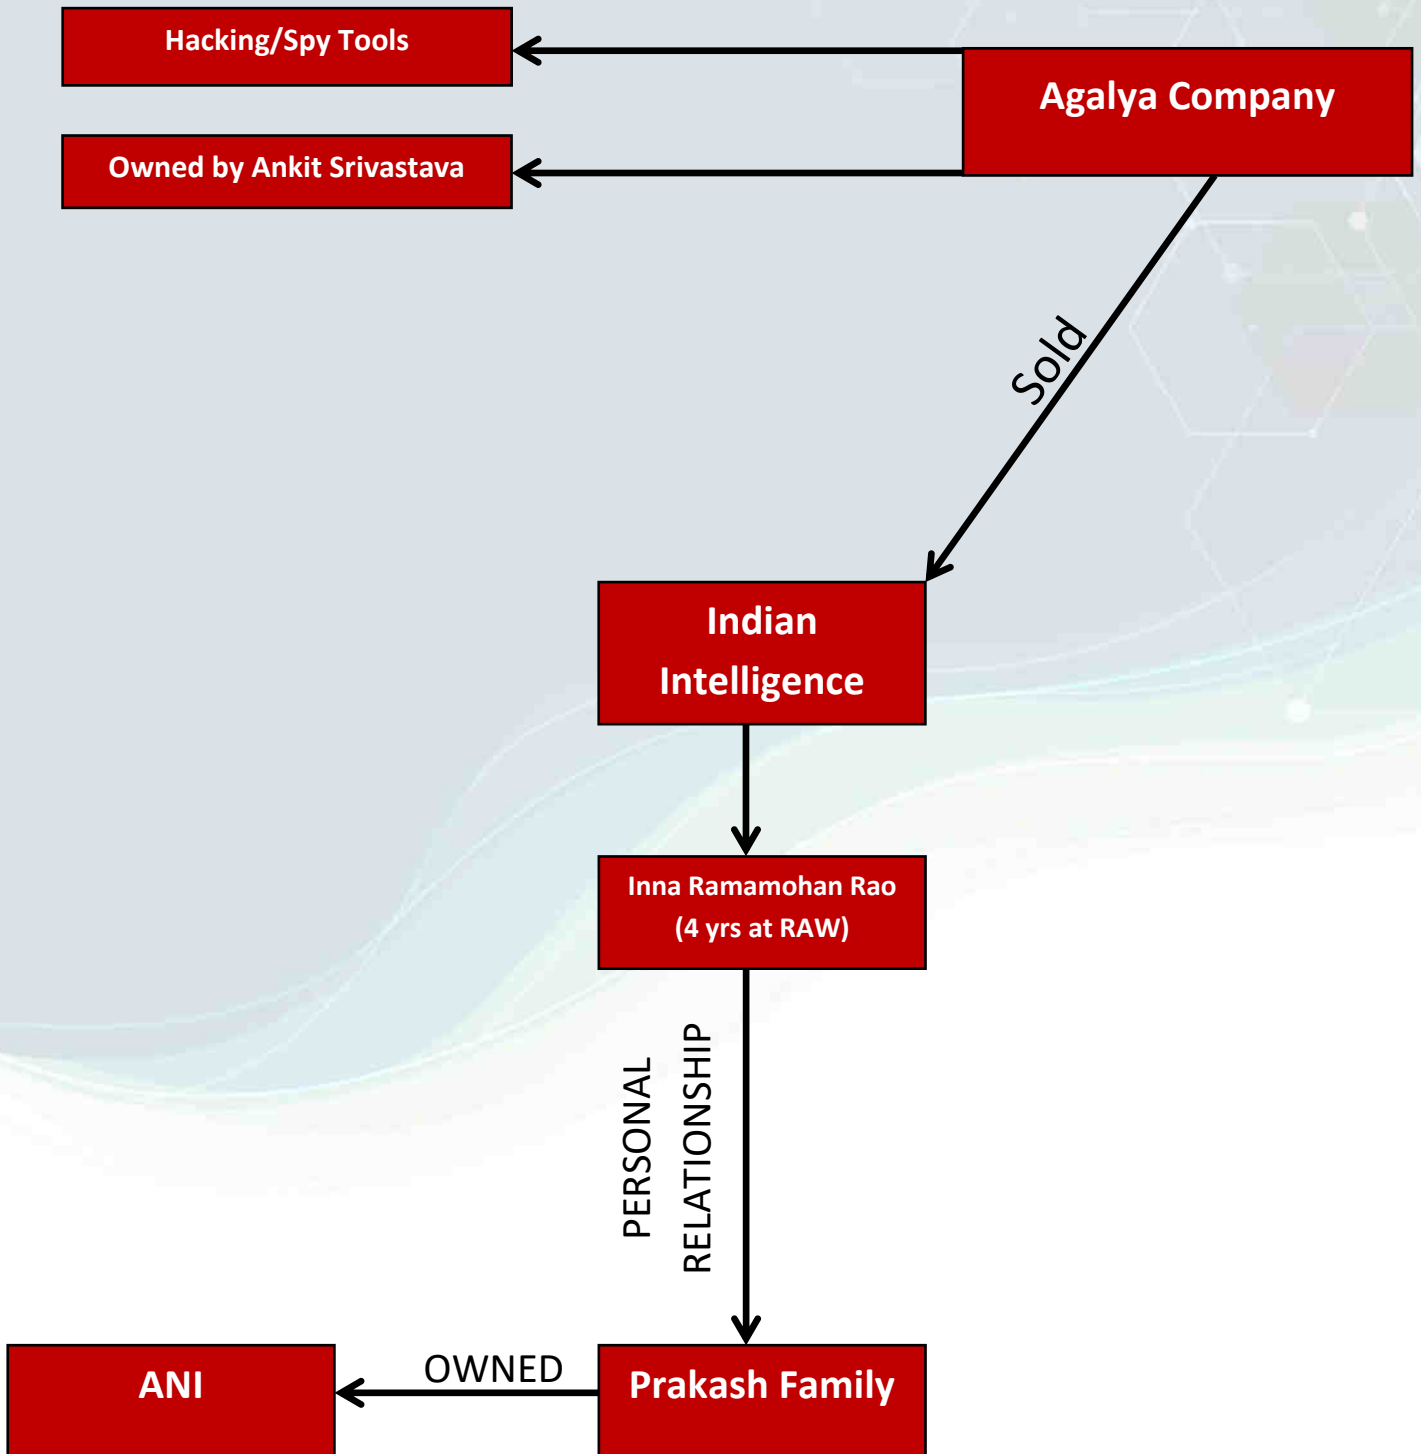 Hacking/Spy Tools
Agalya Company
Owned by Ankit Srivastava
Sold
Indian
Intelligence
Inna Ramamohan Rao
(4 yrs at RAW)
PERSONAL
RELATIONSHIP
ANI
OWNED
Prakash Family